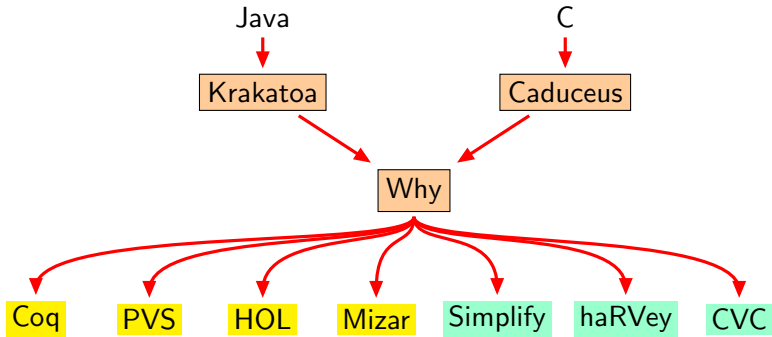 Java C
Krakatoa Caduceus
Why
Coq PVS HOL Mizar Simplify haRVey CVC